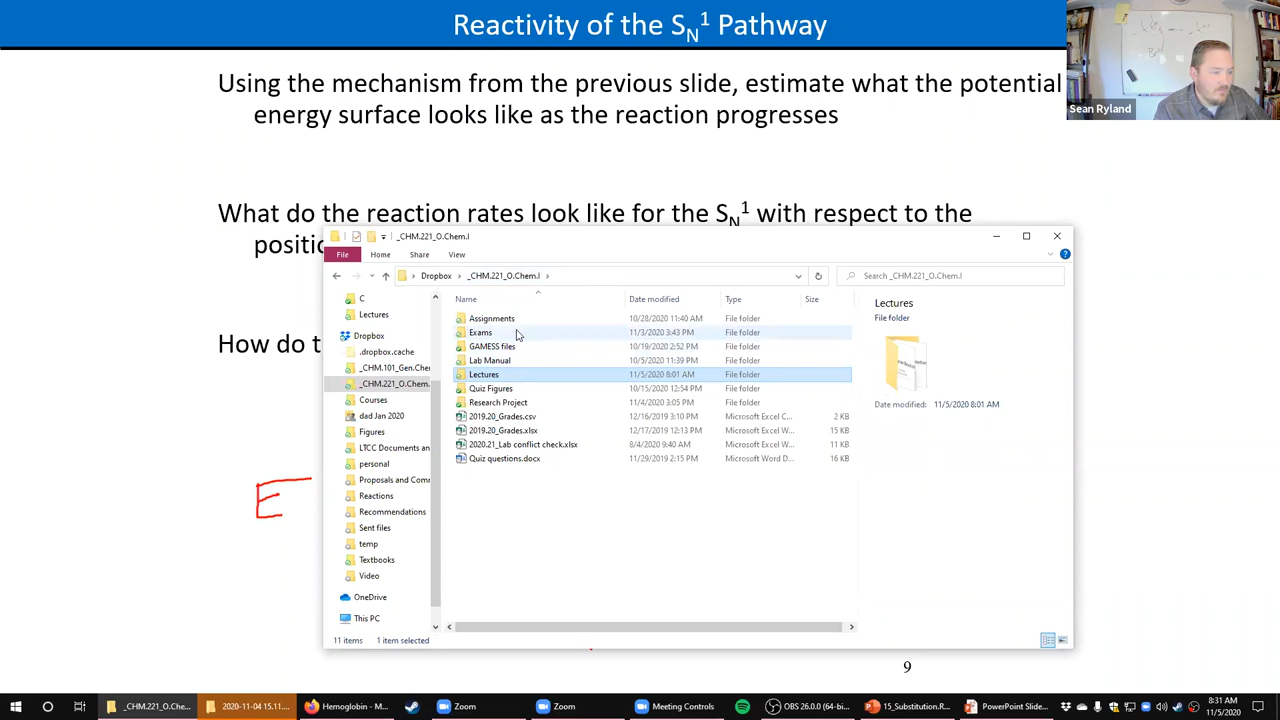 Reactivity of the SN1 Pathway
Using the mechanism from the previous slide, estimate what the potential
energy surface looks like as the reaction progresses
Sean Ryland
What do the reaction rates look like for the SN1 with respect to the
positio
How do t
E
_CHM.221_O.Chem.I
File Home Share View
Dropbox _CHM.221_O.Chem.I
Search _CHM.221_O.Chem.I
C
Lectures
Dropbox
.dropbox.cache
_CHM.101_Gen.Cher
_CHM.221_O.Chem.
Courses
dad Jan 2020
Figures
LTCC Documents an
personal
Proposals and Comr
Reactions
Recommendations
Sent files
temp
Textbooks
Video
OneDrive
This PC
Name Date modified Type Size
Assignments 10/28/2020 11:40 AM File folder
Exams 11/3/2020 3:43 PM File folder
GAMESS files 10/19/2020 2:52 PM File folder
Lab Manual 10/5/2020 11:39 PM File folder
Lectures 11/5/2020 8:01 AM File folder
Quiz Figures 10/15/2020 12:54 PM File folder
Research Project 11/4/2020 3:05 PM File folder
2019.20_Grades.csv 12/16/2019 3:10 PM Microsoft Excel C... 2 KB
2019.20_Grades.xlsx 12/17/2019 12:13 PM Microsoft Excel W... 15 KB
2020.21_Lab conflict check.xlsx 8/4/2020 9:40 AM Microsoft Excel W... 11 KB
Quiz questions.docx 11/29/2019 2:15 PM Microsoft Word D... 16 KB
Lectures
File folder
Date modified: 11/5/2020 8:01 AM
11 items 1 item selected
9
_CHM.221_O.Che... 2020-11-04 15.11.... Hemoglobin - M... Zoom Zoom Meeting Controls OBS 26.0.0 (64-bi... 15_Substitution.R... PowerPoint Slide... 8:31 AM
11/5/2020